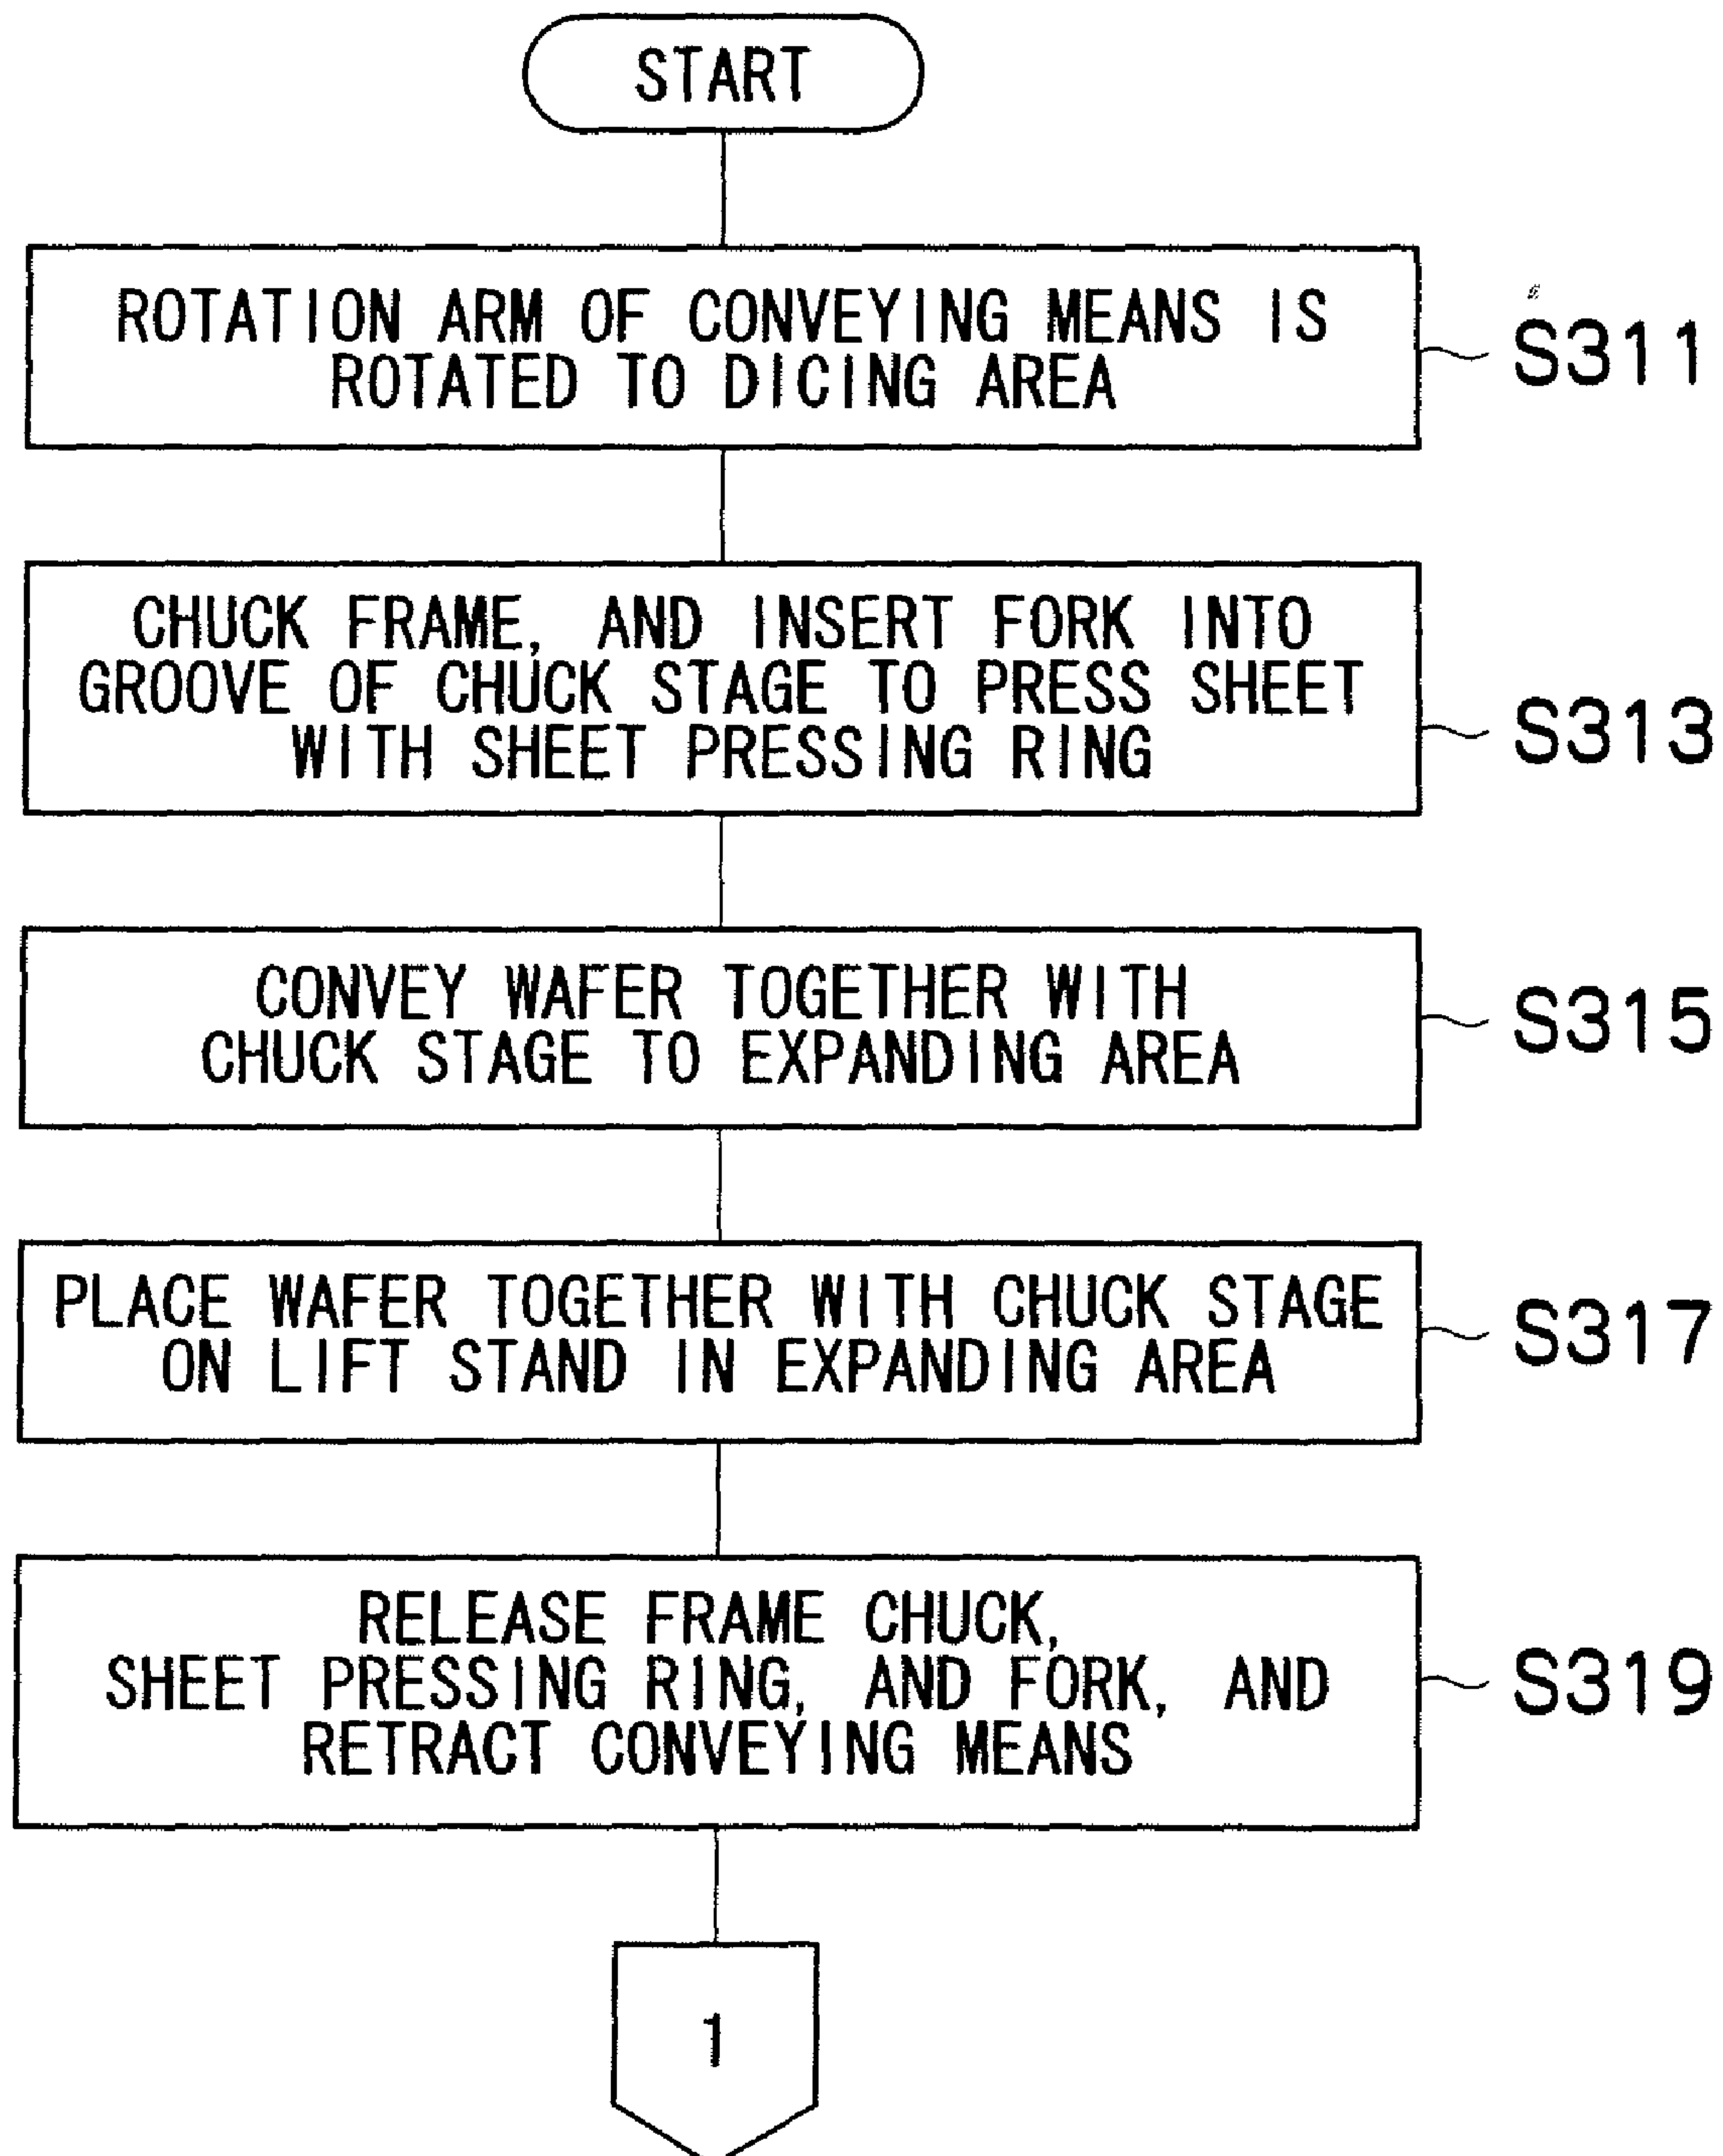 START
ROTATION ARM OF CONVEYING MEANS IS
ROTATED TO DICING AREA
S311
CHUCK FRAME, AND INSERT FORK INTO
GROOVE OF CHUCK STAGE TO PRESS SHEET
WITH SHEET PRESSING RING
S313
CONVEY WAFER TOGETHER WITH
CHUCK STAGE TO EXPANDING AREA
S315
PLACE WAFER TOGETHER WITH CHUCK STAGE
ON LIFT STAND IN EXPANDING AREA
S317
RELEASE FRAME CHUCK,
SHEET PRESSING RING, AND FORK, AND
RETRACT CONVEYING MEANS
S319
1